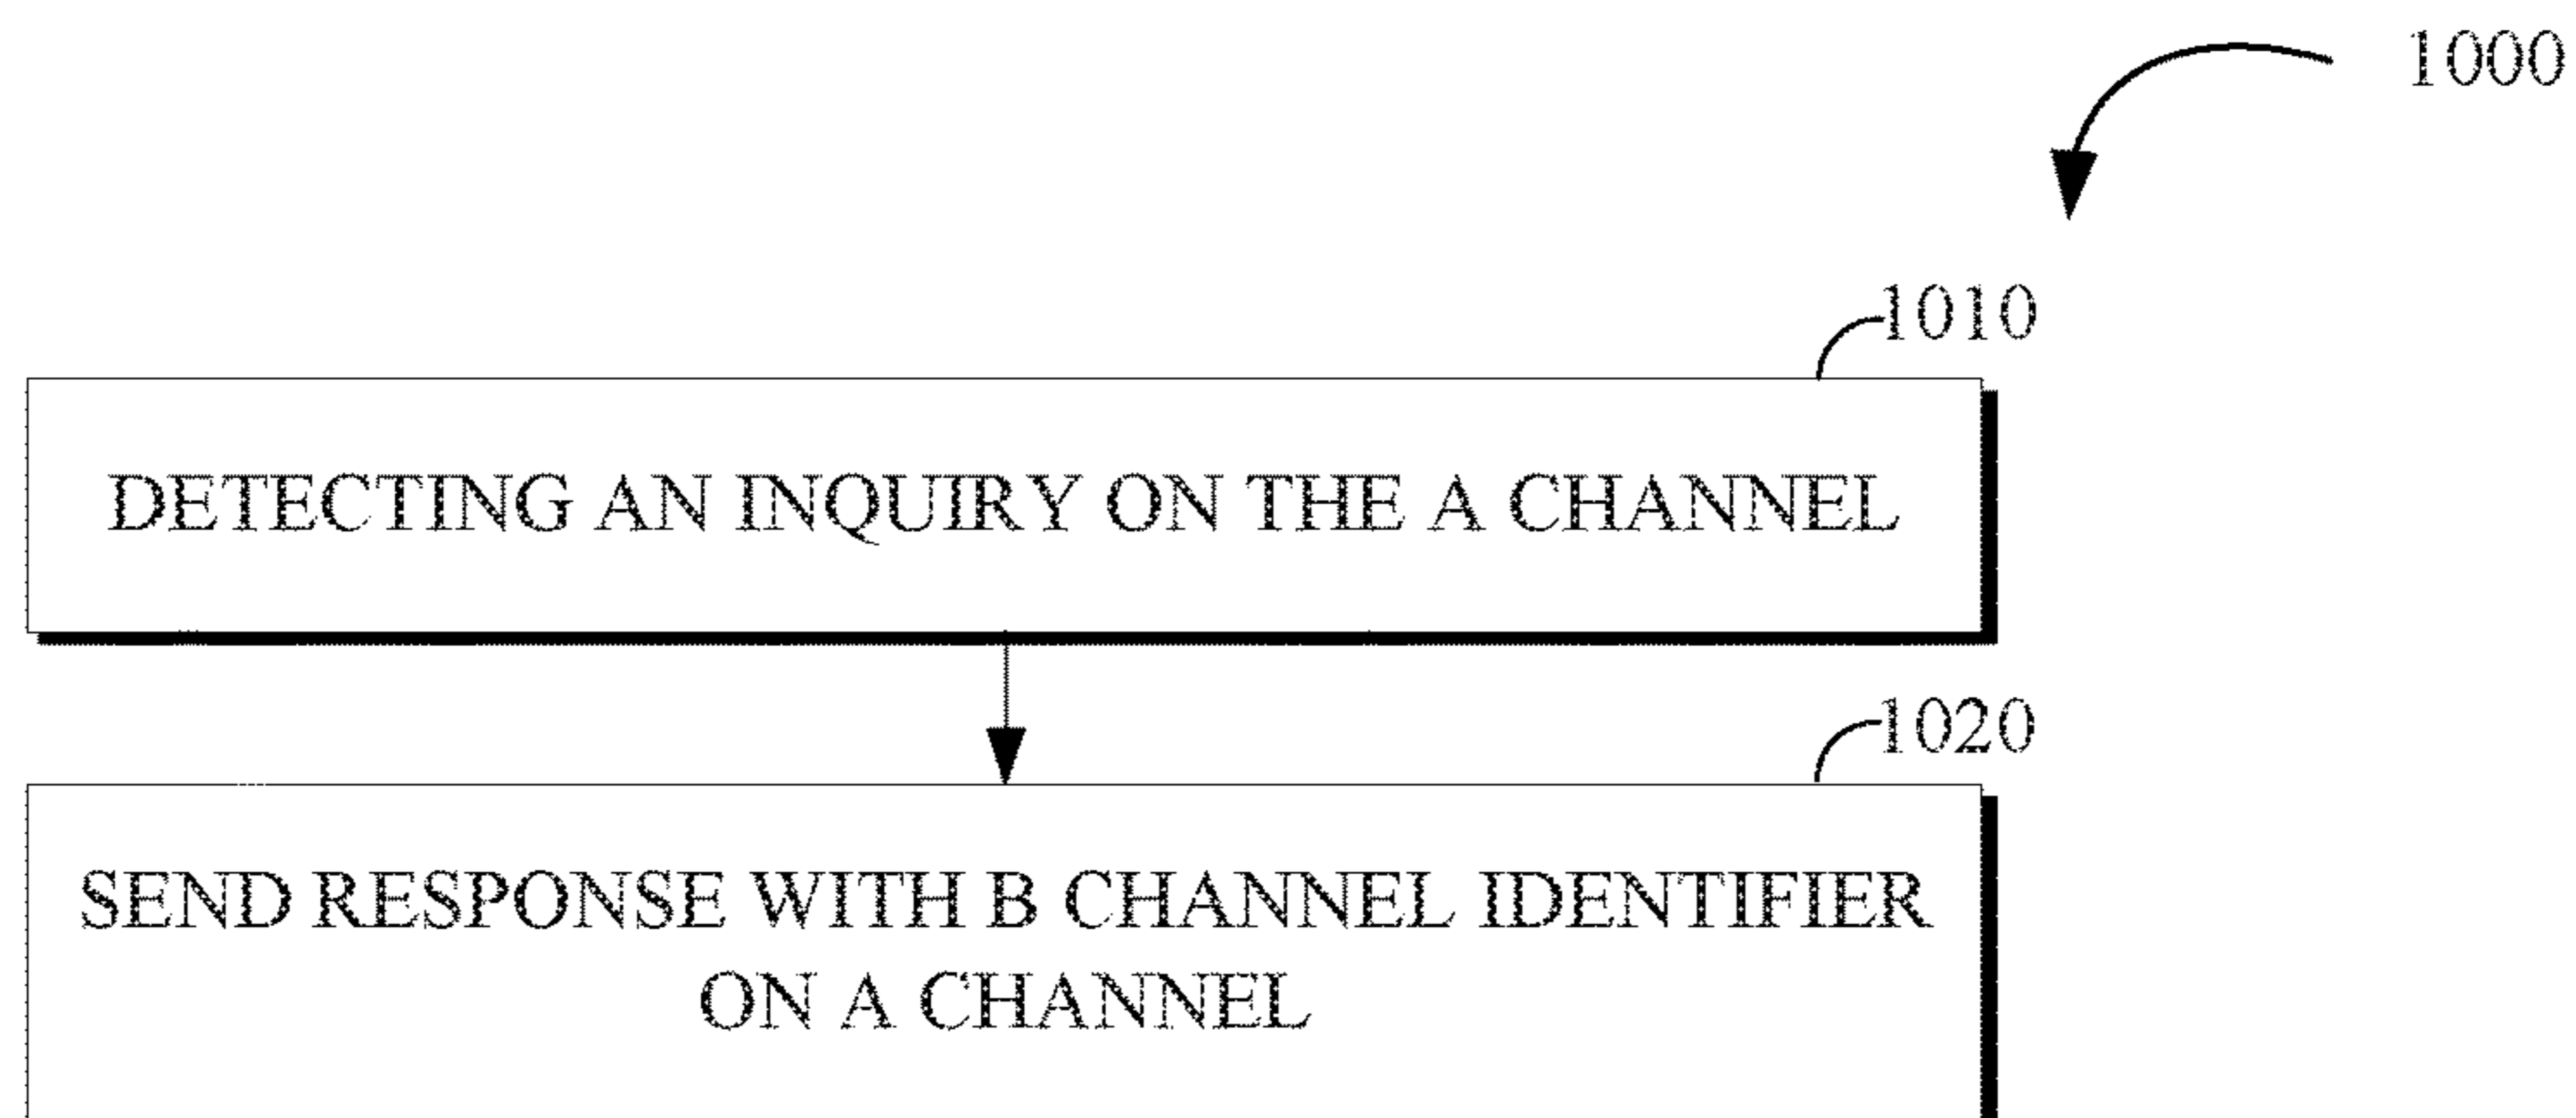 1000
1010
DETECTING AN INQUIRY ON THE A CHANNEL
1020
SEND RESPONSE WITH B CHANNEL IDENTIFIER
ON A CHANNEL